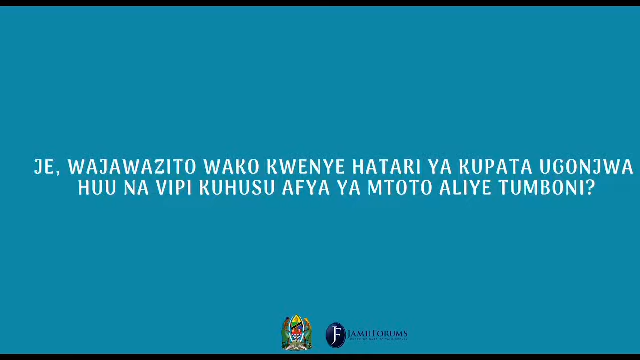 JE, WAJAWAZITO WAKO KWENYE HATARI YA KUPATA UGONJWA
HUU NA VIPI KUHUSU AFYA YA MTOTO ALIYE TUMBONI?
JAMIIFORUMS